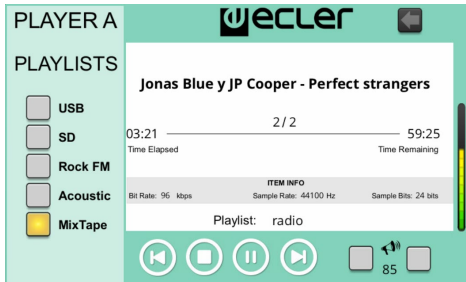 PLAYER A
ecler
PLAYLISTS
USB
SD
Rock FM
Acoustic
MixTape
Jonas Blue y JP Cooper - Perfect strangers
2/2
03:21
59:25
Time Elapsed
Time Remaining
ITEM INFO
Bit Rate: 96 kbps
Sample Rate: 44100 Hz
Sample Bits: 24 bits
Playlist: radio
85